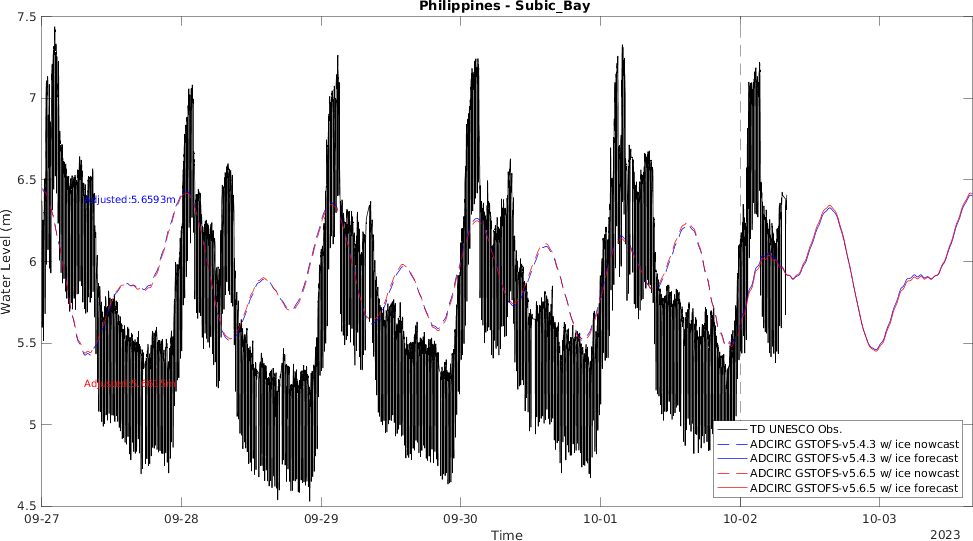 Philippines - Subic_Bay
7.5
7
6.5
6
5.5
5
4.5
Water Level (m)
Adjusted:5.6593m
TD UNESCO Obs.
ADCIRC GSTOFS-v5.4.3 w/ ice nowcast
ADCIRC GSTOFS-v5.4.3 w/ ice forecast
ADCIRC GSTOFS-v5.6.5 w/ ice nowcast
ADCIRC GSTOFS-v5.6.5 w/ ice forecast
09-27
09-28
09-29
09-30
10-01
10-02
10-03
Time
2023